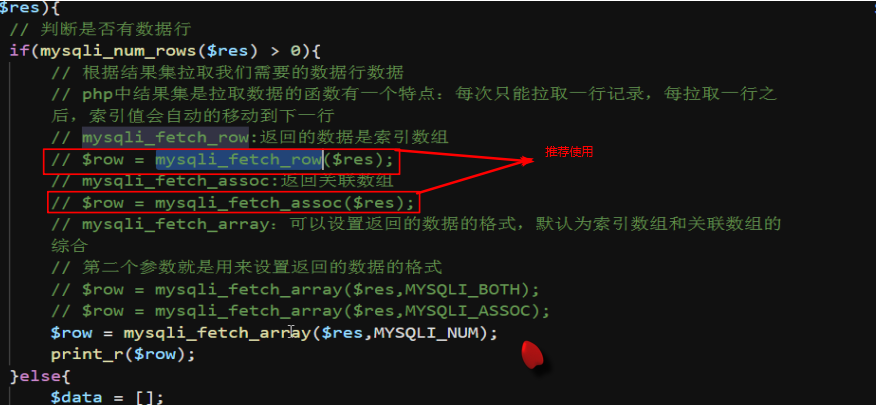 $res){
// 判断是否有数据行
if(mysqli_num_rows($res) > 0){
// 根据结果集拉取我们需要的数据行数据
// php中结果集是拉取数据的函数有一个特点：每次只能拉取一行记录，每拉取一行之
后，索引值会自动的移动到下一行
// mysqli_fetch_row:返回的数据是索引数组
// $row = mysqli_fetch_row($res);
推荐使用
// mysqli_fetch_assoc:返回关联数组
// $row = mysqli_fetch_assoc($res);
// mysqli_fetch_array：可以设置返回的数据的格式，默认为索引数组和关联数组的
综合
// 第二个参数就是用来设置返回的数据的格式
// $row = mysqli_fetch_array($res,MYSQLI_BOTH);
// $row = mysqli_fetch_array($res,MYSQLI_ASSOC);
$row = mysqli_fetch_array($res,MYSQLI_NUM);
print_r($row);
}else{
$data = [];